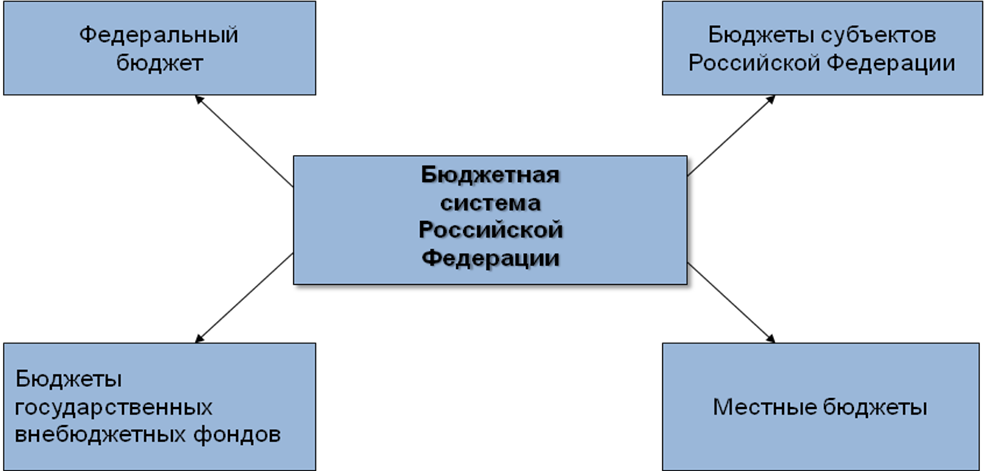 Федеральный
бюджет
Бюджеты субъектов
Российской Федерации
Бюджетная
система
Российской
Федерации
Бюджеты
государственных
внебюджетных фондов
Местные бюджеты